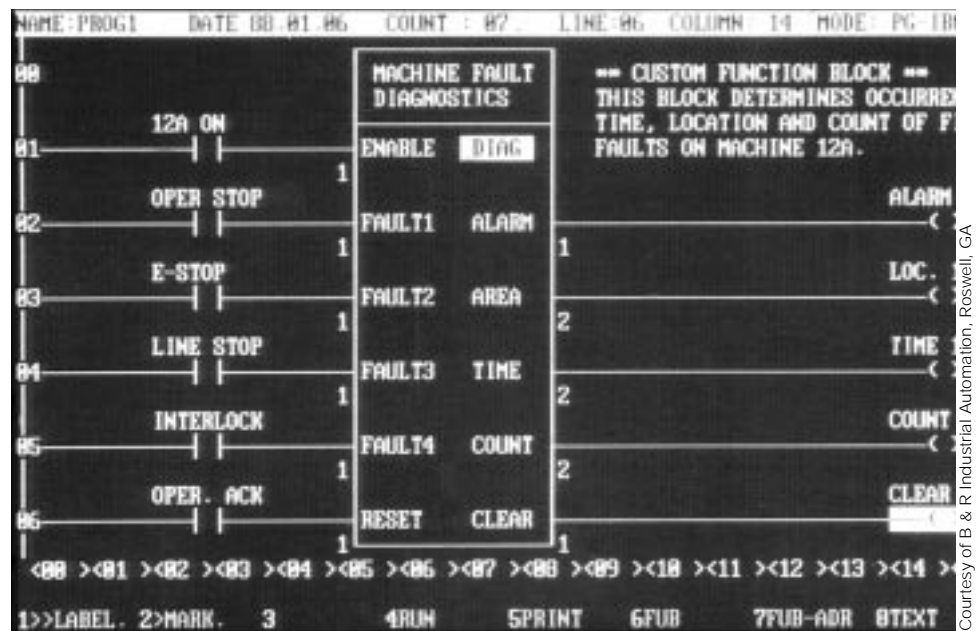 NAME:PROG1 DATE 88.01.06 COUNT : 07_ LINE:06 COLUMN 14 MODE: PG-IB
00 MACHINE FAULT == CUSTOM FUNCTION BLOCK ==
DIAGNOSTICS THIS BLOCK DETERMINES OCCURRE
12A ON TIME, LOCATION AND COUNT OF F
01 ENABLE DIAG FAULTS ON MACHINE 12A.
1
OPER STOP ALARM
02 FAULT1 ALARM
1 1
E-STOP LOC.
03 FAULT2 AREA
1 2
LINE STOP TIME
04 FAULT3 TIME
1 2
INTERLOCK COUNT
05 FAULT4 COUNT
1 2
OPER. ACK CLEAR
06 RESET CLEAR
1 1
<00 ><01 ><02 ><03 ><04 ><05 ><06 ><07 ><08 ><09 ><10 ><11 ><12 ><13 ><14 ><
1>>LABEL. 2>MARK. 3 4RUN 5PRINT 6FUB 7FUB-ADR 8TEXT
Courtesy of B & R Industrial Automation, Roswell, GA